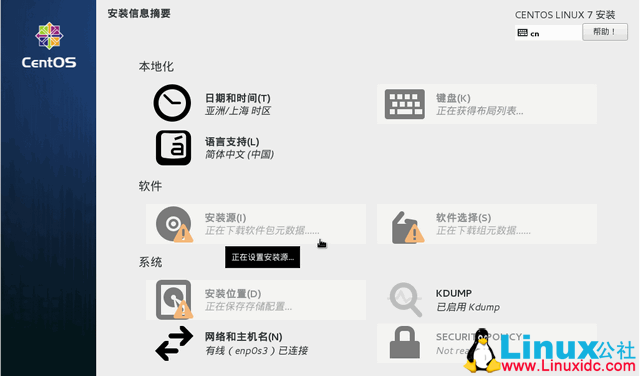 安装信息摘要
CENTOS LINUX 7 安装
cn
帮助！
CentOS
本地化
日期和时间(T)
亚洲/上海 时区
键盘(K)
正在获得布局列表...
语言支持(L)
简体中文 (中国)
软件
安装源(I)
正在下载软件包元数据......
软件选择(S)
正在下载组元数据......
正在设置安装源...
系统
安装位置(D)
正在保存存储配置...
KDUMP
已启用 Kdump
网络和主机名(N)
有线（enp0s3）已连接
SECURITY POLICY
Not rea
Linux公社
www.Linuxidc.com